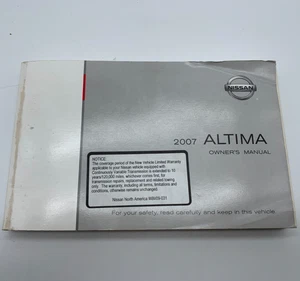 NISSAN
2007 ALTIMA
OWNER'S MANUAL
NOTICE:
The coverage period of the New Vehicle Limited Warranty
applicable to your Nissan vehicle equipped with
Continuously Variable Transmission is extended to 10
years/120,000 miles, whichever comes first, for
transmission repairs, replacement and related towing
only. The warranty, including all terms, limitations and
conditions, otherwise remains unchanged.
Nissan North America
For your safety, read carefully and keep in this vehicle.